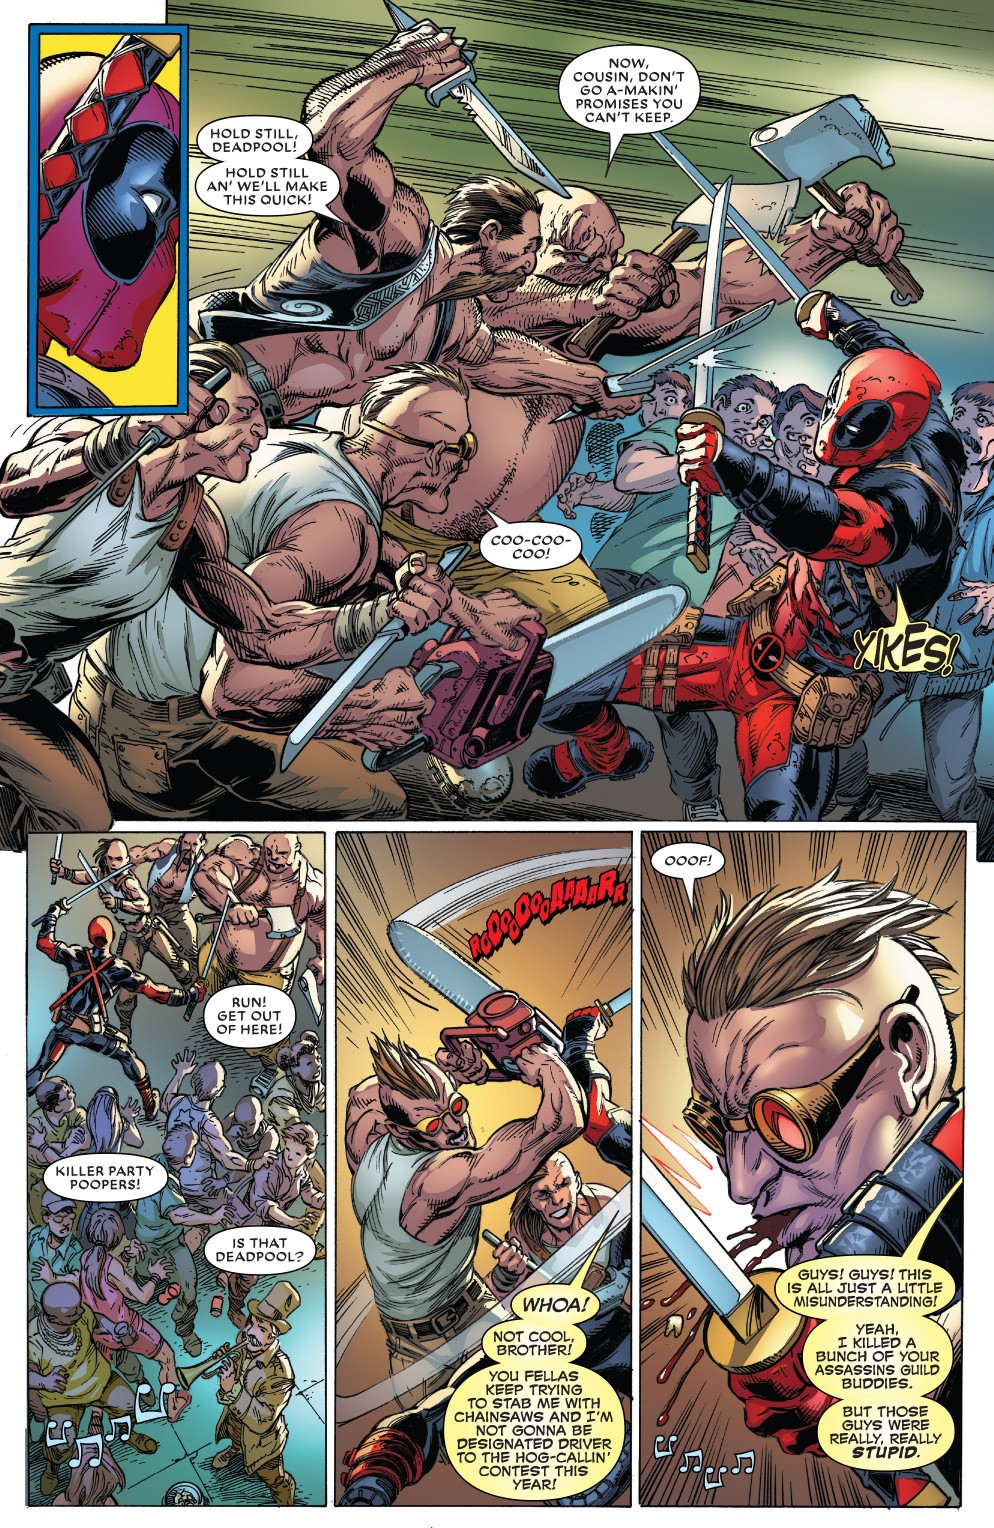 HOLD STILL,
DEADPOOL!
HOLD STILL
AN' WE'LL MAKE
THIS QUICK!
NOW,
COUSIN, DON'T
GO A-MAKIN'
PROMISES YOU
CAN'T KEEP.
COO-COO-
COO!
YIKES!
RUN!
GET OUT
OF HERE!
KILLER PARTY
POOPERS!
IS THAT
DEADPOOL?
ROOOOOOOAAAARR
WHOA!
NOT COOL,
BROTHER!
YOU FELLAS
KEEP TRYING
TO STAB ME WITH
CHAINSAWS AND I'M
NOT GONNA BE
DESIGNATED DRIVER
TO THE HOG-CALLIN'
CONTEST THIS
YEAR!
OOOF!
GUYS! GUYS! THIS
IS ALL JUST A LITTLE
MISUNDERSTANDING!
YEAH,
I KILLED A
BUNCH OF YOUR
ASSASSINS GUILD
BUDDIES.
BUT THOSE
GUYS WERE
REALLY, REALLY
STUPID.